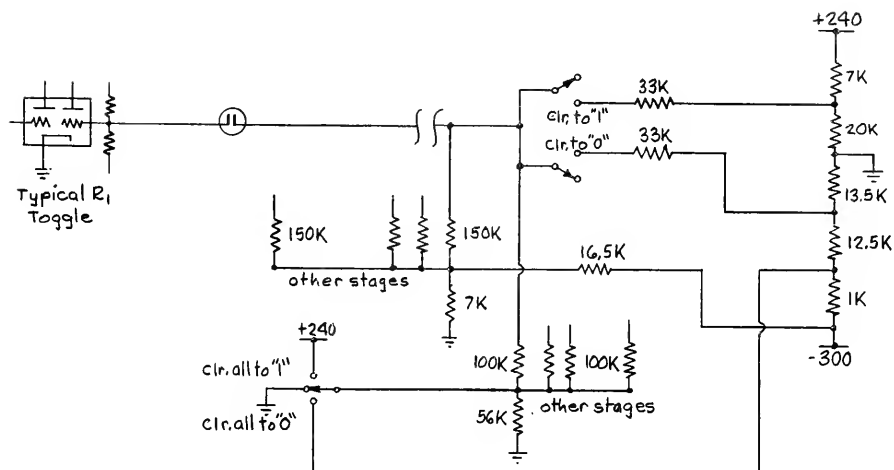 +240
7K
33K
clr. to "1"
20K
clr. to "0"
33K
Typical R1
Toggle
13.5K
150K
150K
12.5K
16.5K
other stages
7K
1K
+240
-300
clr. all to "1"
100K
100K
clr. all to "0"
56K
other stages